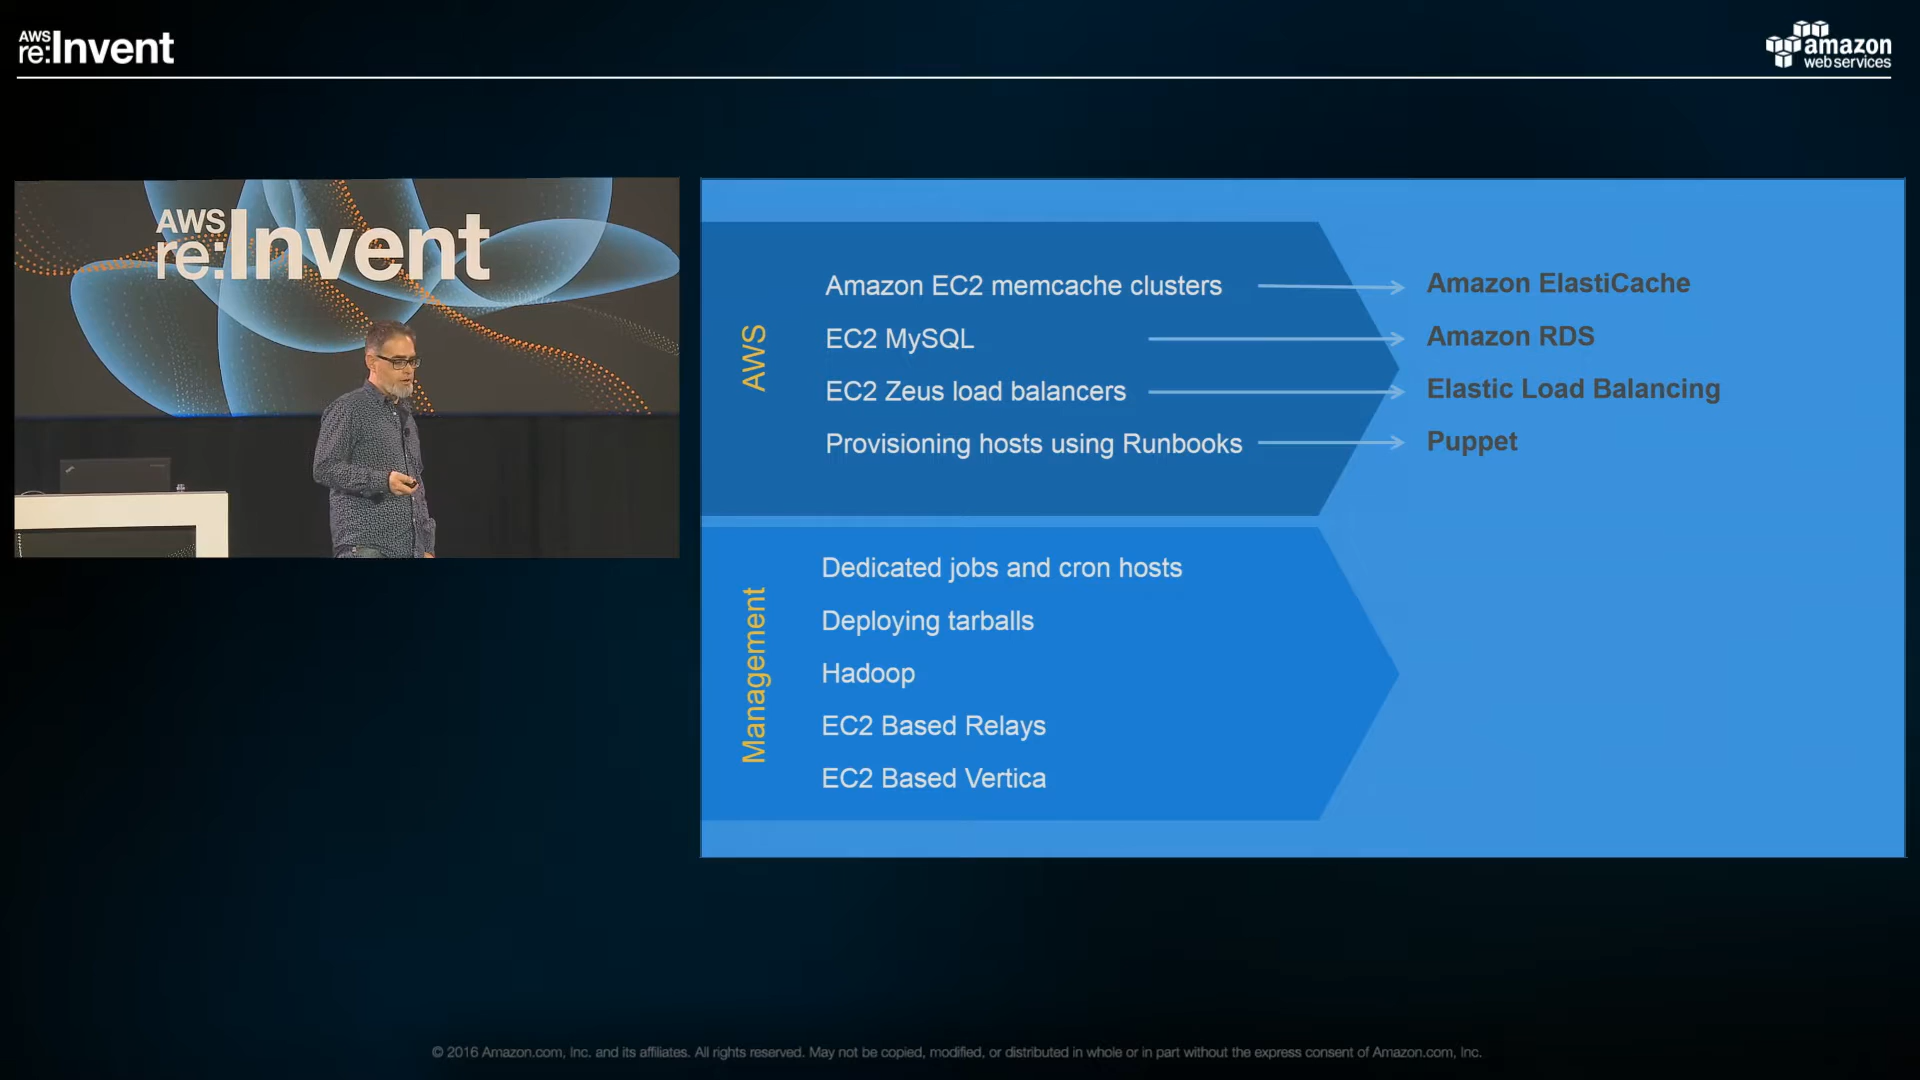 AWS
re:Invent
amazon
web services
AWS
re:Invent
AWS
Amazon EC2 memcache clusters
Amazon ElastiCache
EC2 MySQL
Amazon RDS
EC2 Zeus load balancers
Elastic Load Balancing
Provisioning hosts using Runbooks
Puppet
Management
Dedicated jobs and cron hosts
Deploying tarballs
Hadoop
EC2 Based Relays
EC2 Based Vertica
© 2016 Amazon.com, Inc. and its affiliates. All rights reserved. May not be copied, modified, or distributed in whole or in part without the express consent of Amazon.com, Inc.